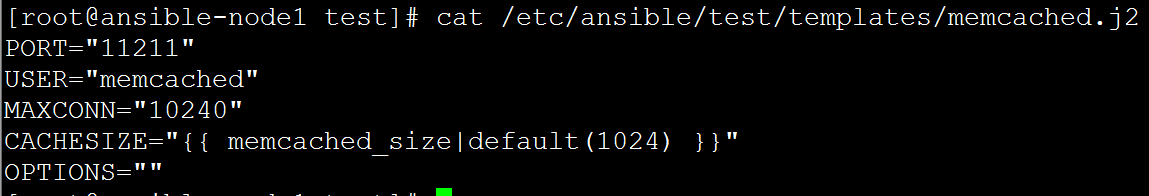 [root@ansible-node1 test]# cat /etc/ansible/test/templates/memcached.j2
PORT="11211"
USER="memcached"
MAXCONN="10240"
CACHESIZE="{{ memcached_size|default(1024) }}"
OPTIONS=""